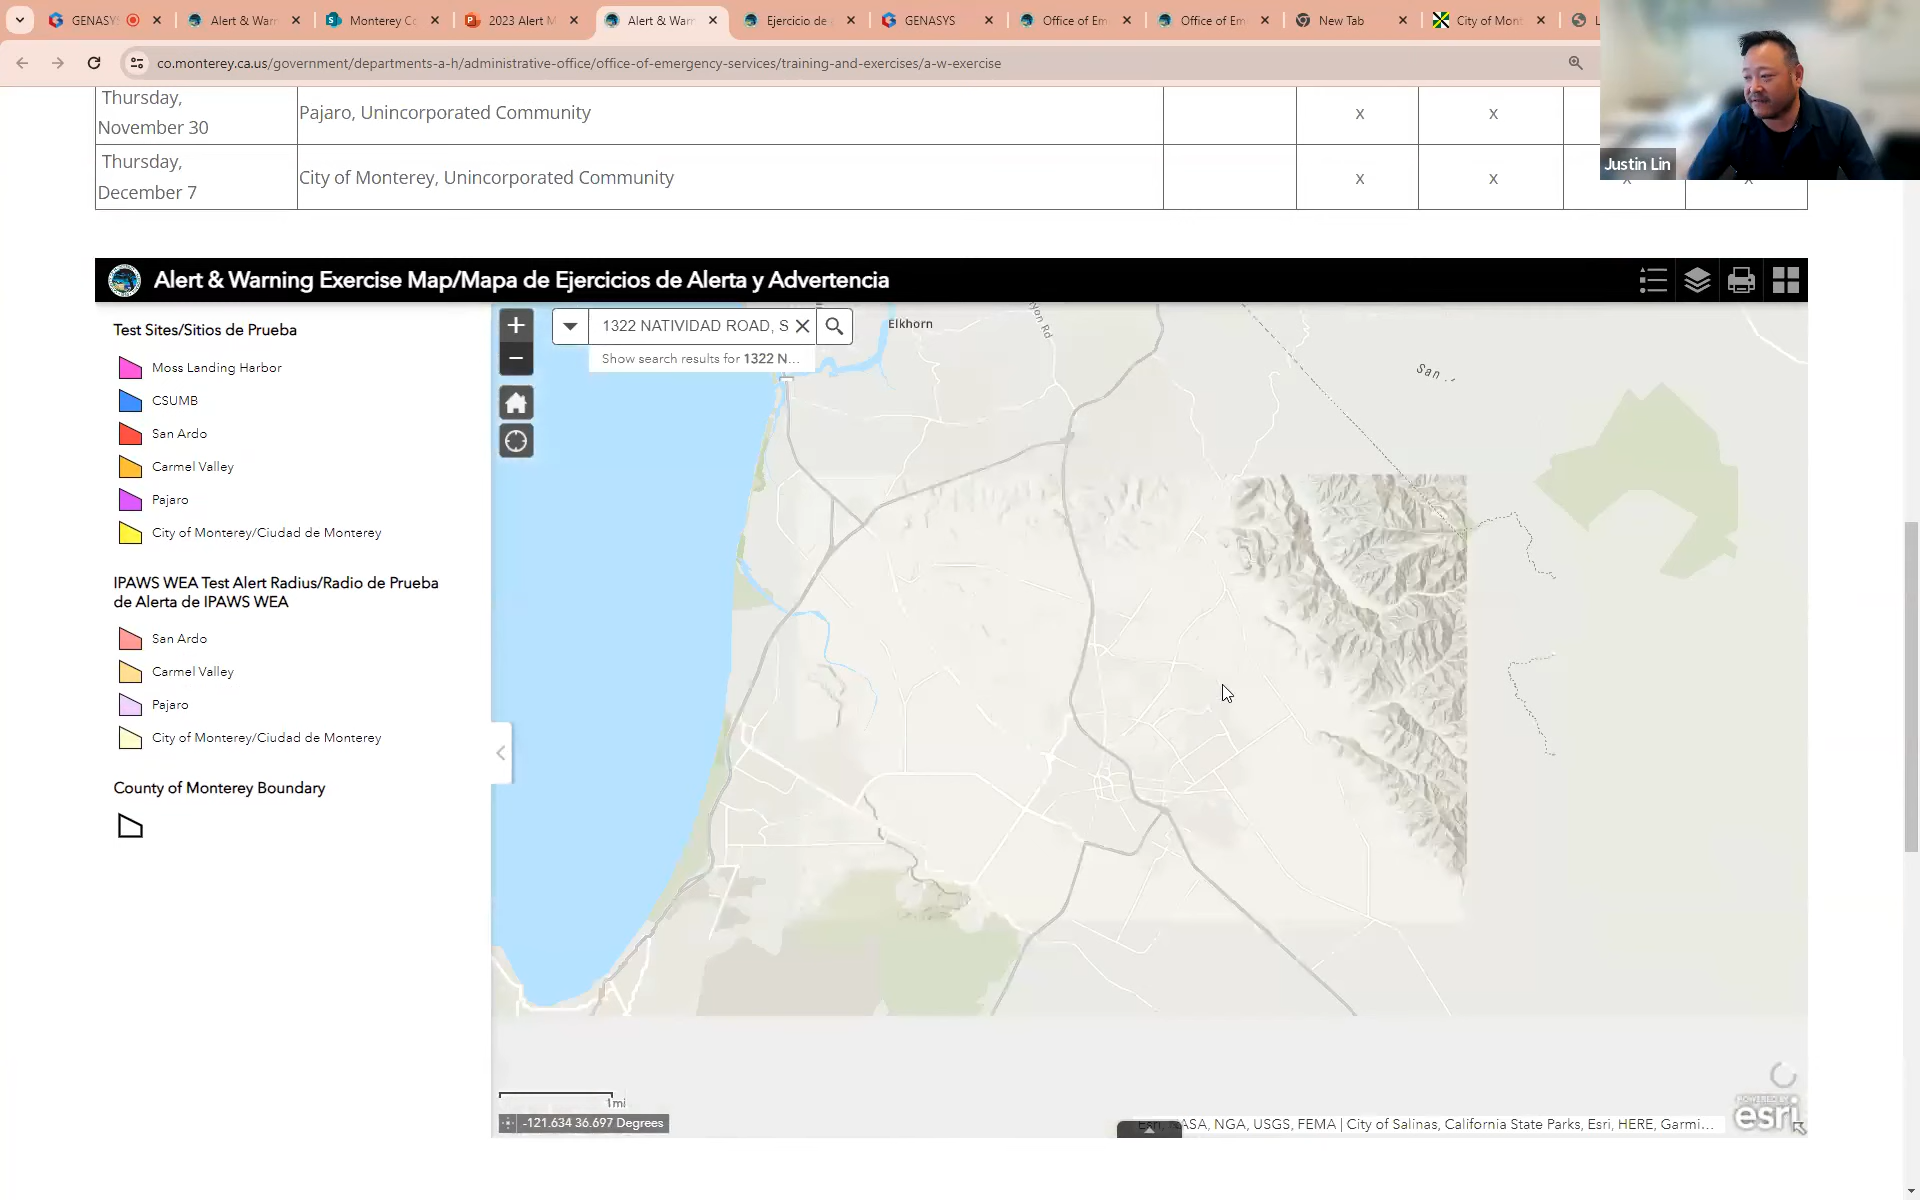 GENASYS
Alert & Warn
Monterey Co
2023 Alert M
Alert & Warn
Ejercicio de
GENASYS
Office of Em
Office of Em
New Tab
City of Mont
co.monterey.ca.us/government/departments-a-h/administrative-office/office-of-emergency-services/training-and-exercises/a-w-exercise
Justin Lin
Thursday,
November 30
Pajaro, Unincorporated Community
x
x
Thursday,
December 7
City of Monterey, Unincorporated Community
x
x
x
x
Alert & Warning Exercise Map/Mapa de Ejercicios de Alerta y Advertencia
Test Sites/Sitios de Prueba
Moss Landing Harbor
CSUMB
San Ardo
Carmel Valley
Pajaro
City of Monterey/Ciudad de Monterey
IPAWS WEA Test Alert Radius/Radio de Prueba
de Alerta de IPAWS WEA
San Ardo
Carmel Valley
Pajaro
City of Monterey/Ciudad de Monterey
County of Monterey Boundary
1322 NATIVIDAD ROAD, S
Show search results for 1322 N...
Elkhorn
yon Rd
San
1mi
-121.634 36.697 Degrees
Esri, NASA, NGA, USGS, FEMA | City of Salinas, California State Parks, Esri, HERE, Garmi...
POWERED BY
esri